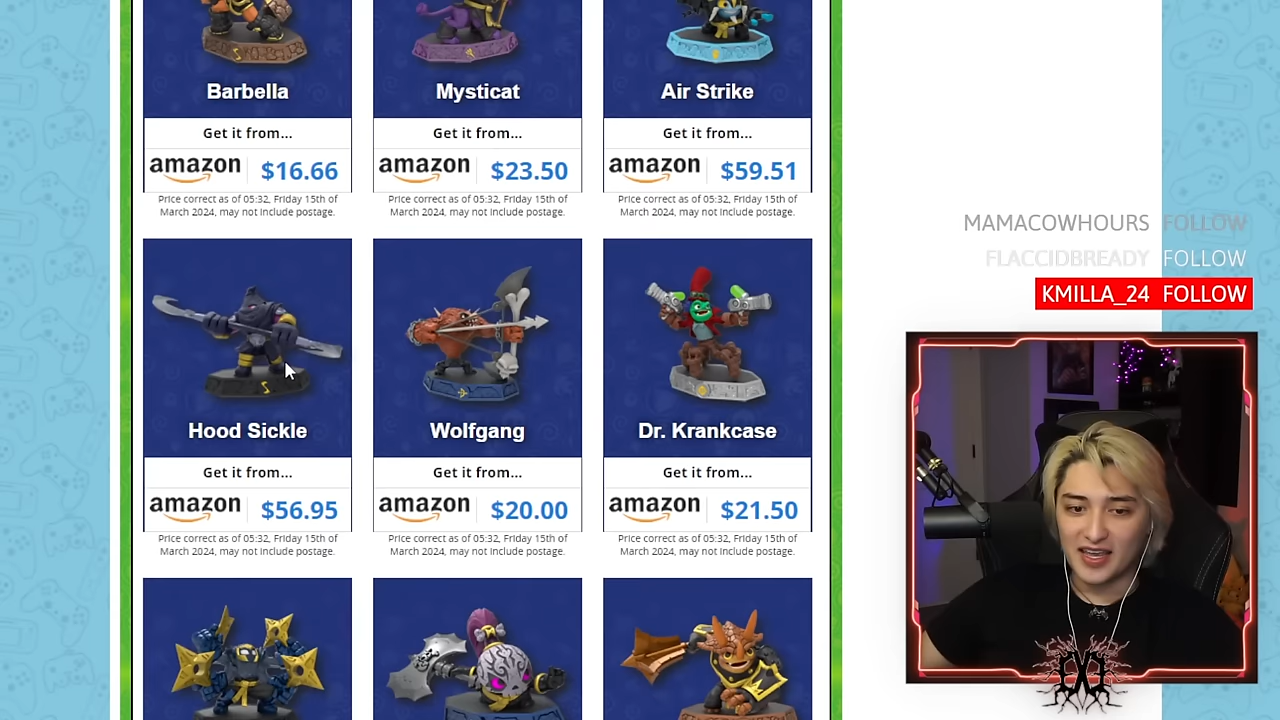 Barbella
Mysticat
Air Strike
Get it from...
Get it from...
Get it from...
amazon $16.66
amazon $23.50
amazon $59.51
Price correct as of 05:32, Friday 15th of
March 2024, may not include postage.
Price correct as of 05:32, Friday 15th of
March 2024, may not include postage.
Price correct as of 05:32, Friday 15th of
March 2024, may not include postage.
MAMACOWHOURS FOLLOW
FLACCIDBREADY FOLLOW
KMILLA_24 FOLLOW
Hood Sickle
Wolfgang
Dr. Krankcase
Get it from...
Get it from...
Get it from...
amazon $56.95
amazon $20.00
amazon $21.50
Price correct as of 05:32, Friday 15th of
March 2024, may not include postage.
Price correct as of 05:32, Friday 15th of
March 2024, may not include postage.
Price correct as of 05:32, Friday 15th of
March 2024, may not include postage.